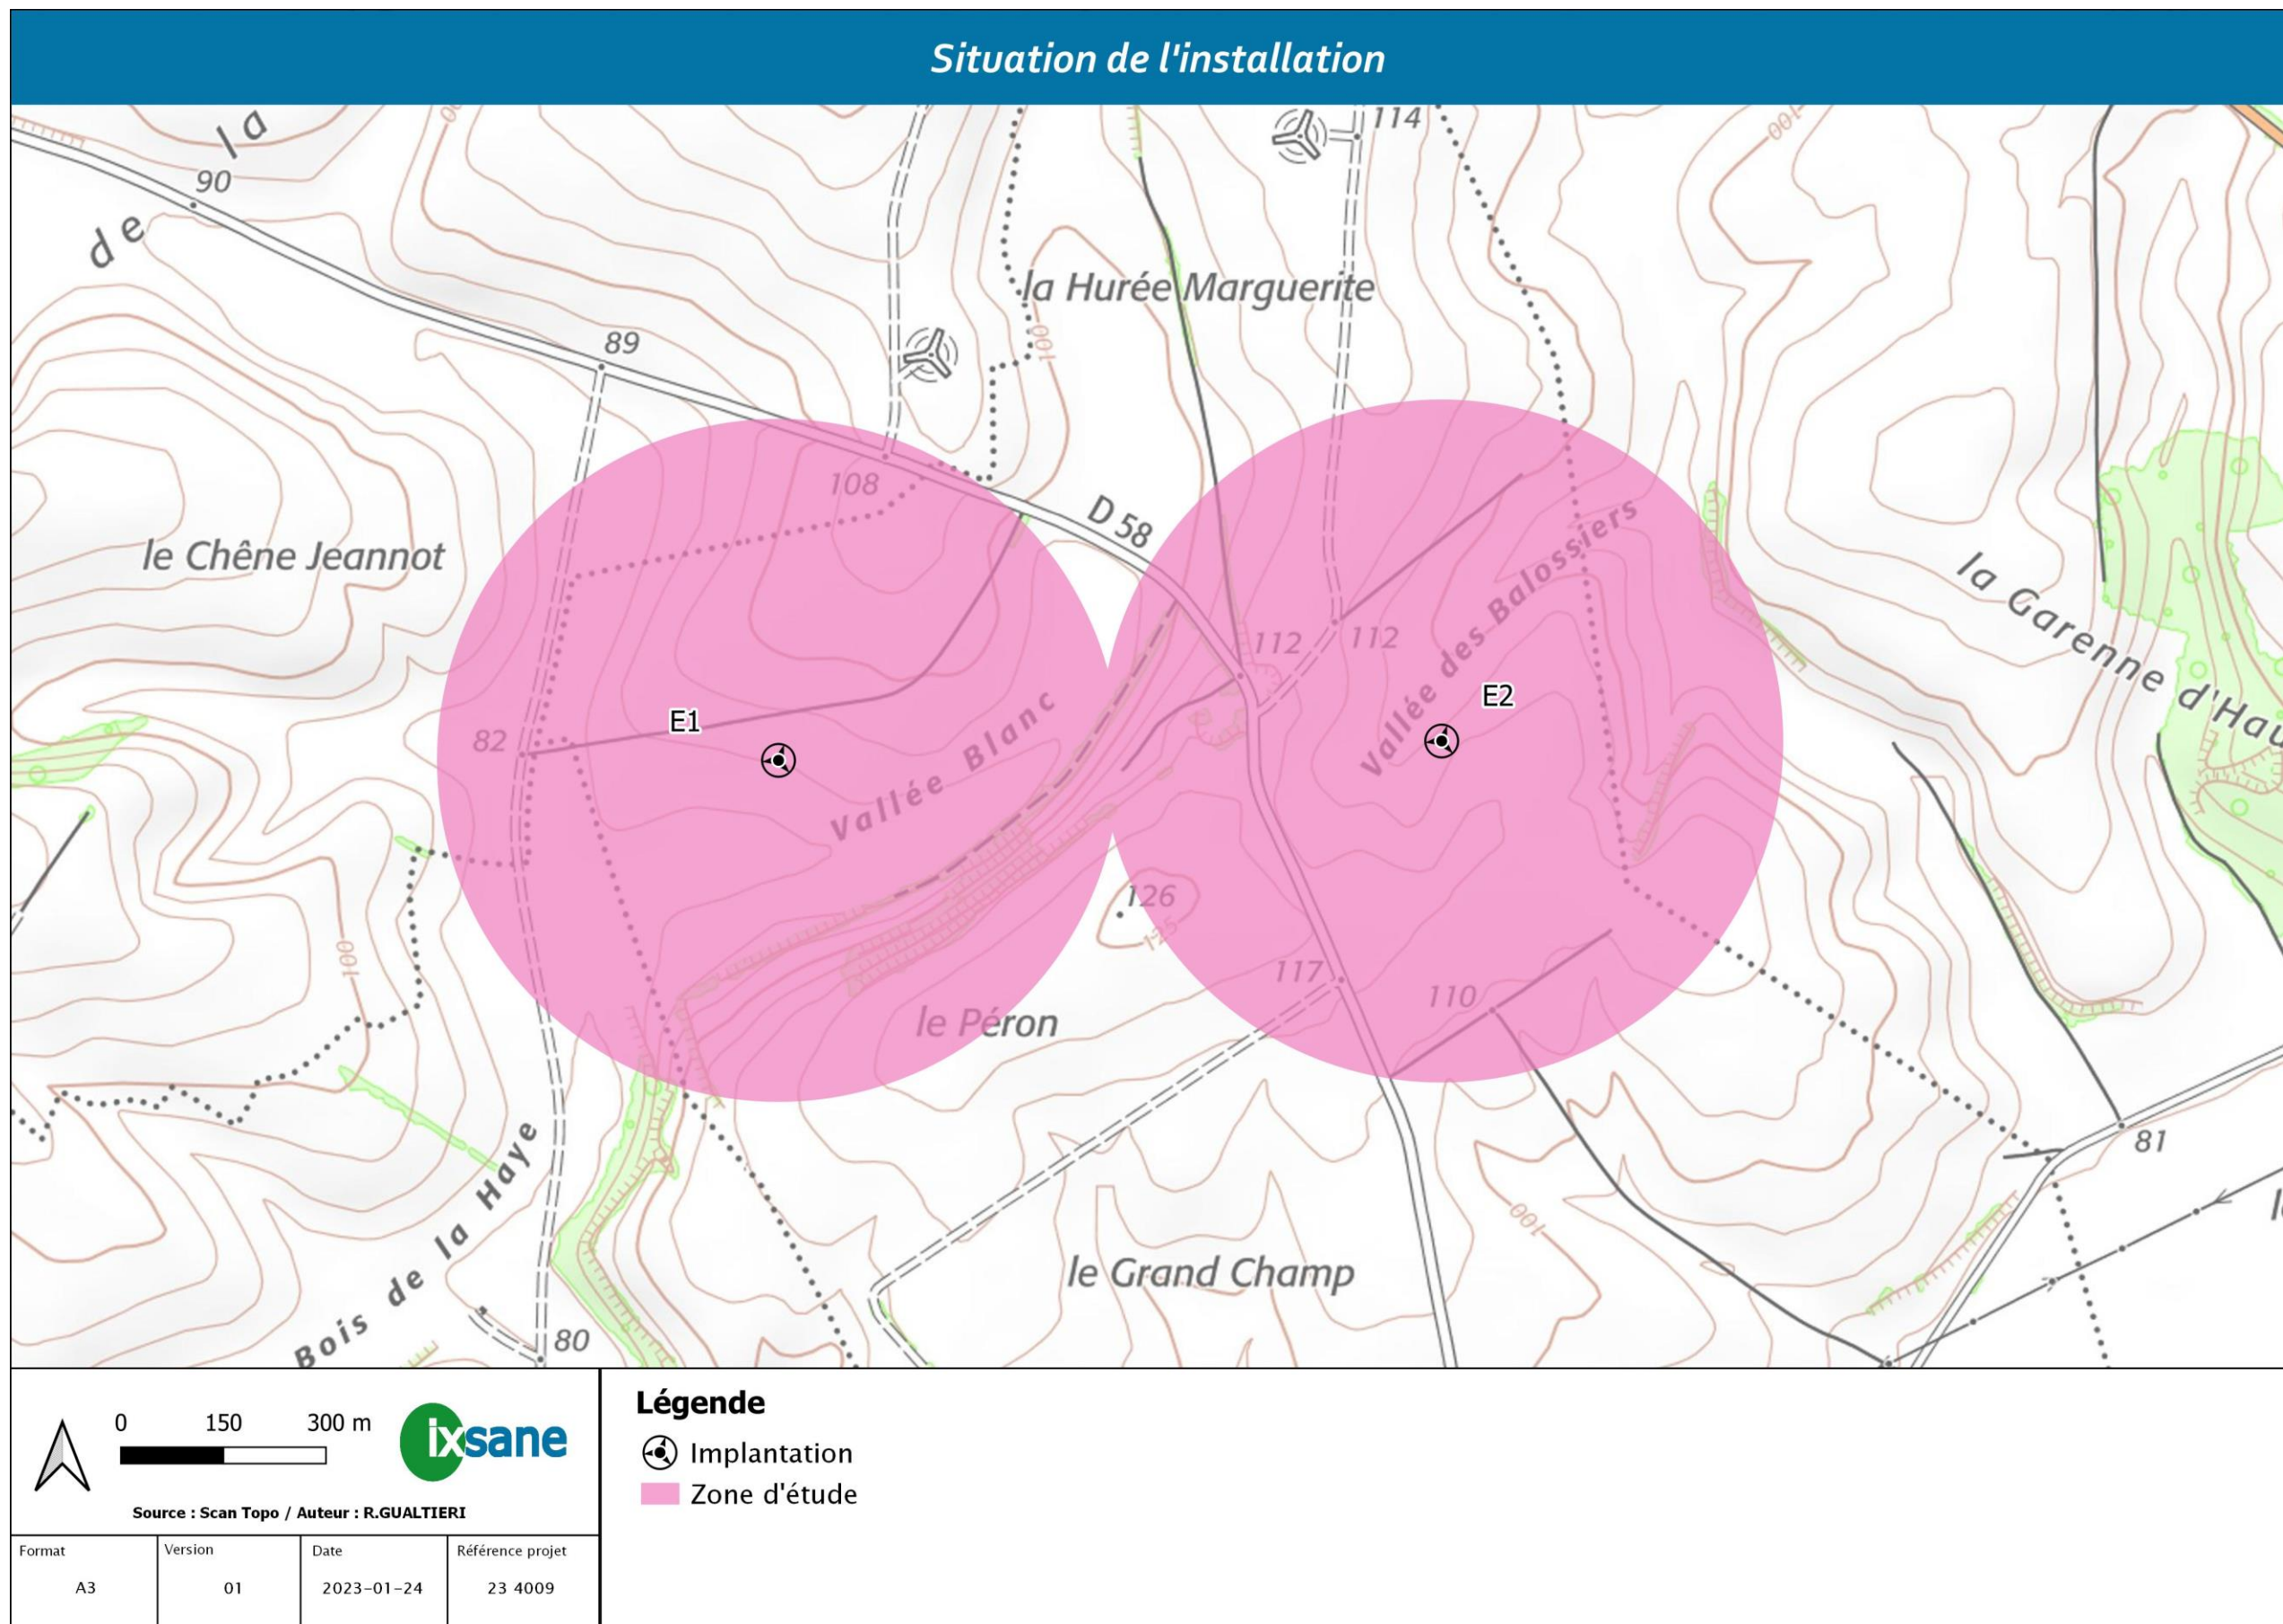 Situation de l'installation
la
de
90
00
114
100
la Hurée Marguerite
89
100
108
D 58
le Chêne Jeannot
Vallée des Balossiers
la Garenne d'Hau
112
112
E1
E2
82
Vallée Blanc
126
125
100
117
110
le Péron
81
Bois de la Haye
100
le Grand Champ
80
0 150 300 m
ixsane
Source : Scan Topo / Auteur : R.GUALTIERI
Format
A3
Version
01
Date
2023-01-24
Référence projet
23 4009
Légende
Implantation
Zone d'étude